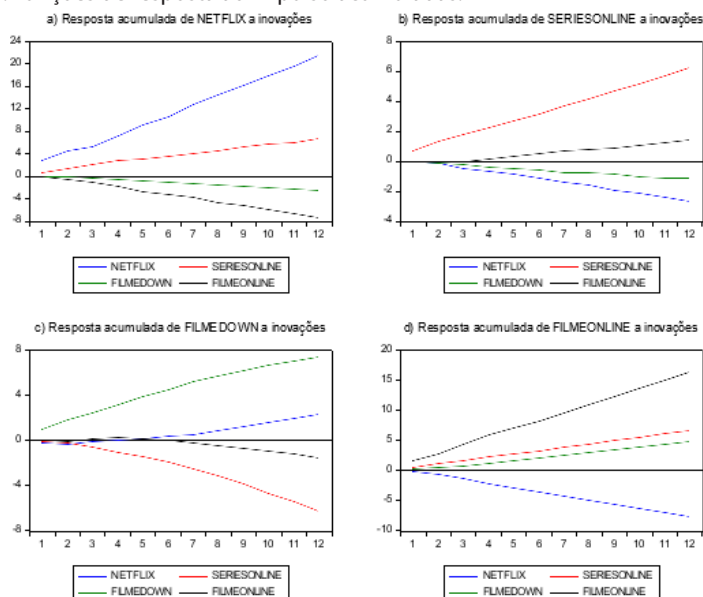 a) Resposta acumulada de NETFLIX a inovações
24
20
16
12
8
4
0
-4
-8
1 2 3 4 5 6 7 8 9 10 11 12
NETFLIX SERIESONLINE
FILMEDOWN FILMEONLINE
b) Resposta acumulada de SERIESONLINE a inovações
8
6
4
2
0
-2
-4
1 2 3 4 5 6 7 8 9 10 11 12
NETFLIX SERIESONLINE
FILMEDOWN FILMEONLINE
c) Resposta acumulada de FILMEDOWN a inovações
8
4
0
-4
-8
1 2 3 4 5 6 7 8 9 10 11 12
NETFLIX SERIESONLINE
FILMEDOWN FILMEONLINE
d) Resposta acumulada de FILMEONLINE a inovações
20
15
10
5
0
-5
-10
1 2 3 4 5 6 7 8 9 10 11 12
NETFLIX SERIESONLINE
FILMEDOWN FILMEONLINE